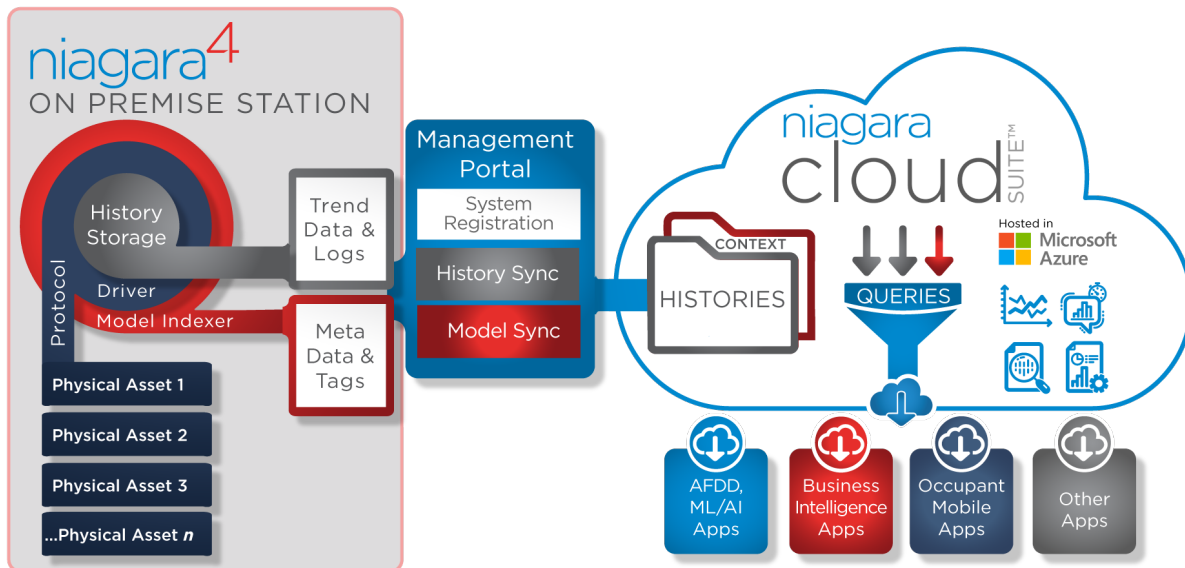 niagara4
ON PREMISE STATION
History
Storage
Protocol
Driver
Model Indexer
Physical Asset 1
Physical Asset 2
Physical Asset 3
...Physical Asset n
Trend
Data &
Logs
Meta
Data &
Tags
Management
Portal
System
Registration
History Sync
Model Sync
niagara
cloud
SUITE™
CONTEXT
HISTORIES
QUERIES
Hosted in
Microsoft
Azure
AFDD,
ML/AI
Apps
Business
Intelligence
Apps
Occupant
Mobile Apps
Other
Apps